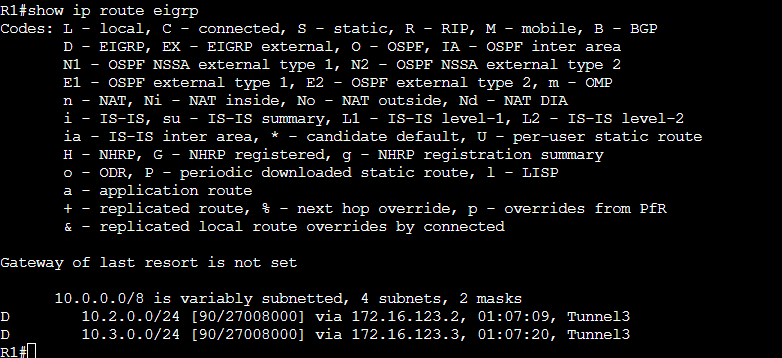 R1#show ip route eigrp
Codes: L - local, C - connected, S - static, R - RIP, M - mobile, B - BGP
       D - EIGRP, EX - EIGRP external, O - OSPF, IA - OSPF inter area
       N1 - OSPF NSSA external type 1, N2 - OSPF NSSA external type 2
       E1 - OSPF external type 1, E2 - OSPF external type 2, m - OMP
       n - NAT, Ni - NAT inside, No - NAT outside, Nd - NAT DIA
       i - IS-IS, su - IS-IS summary, L1 - IS-IS level-1, L2 - IS-IS level-2
       ia - IS-IS inter area, * - candidate default, U - per-user static route
       H - NHRP, G - NHRP registered, g - NHRP registration summary
       o - ODR, P - periodic downloaded static route, l - LISP
       a - application route
       + - replicated route, % - next hop override, p - overrides from PfR
       & - replicated local route overrides by connected
Gateway of last resort is not set
      10.0.0.0/8 is variably subnetted, 4 subnets, 2 masks
D        10.2.0.0/24 [90/27008000] via 172.16.123.2, 01:07:09, Tunnel3
D        10.3.0.0/24 [90/27008000] via 172.16.123.3, 01:07:20, Tunnel3
R1#